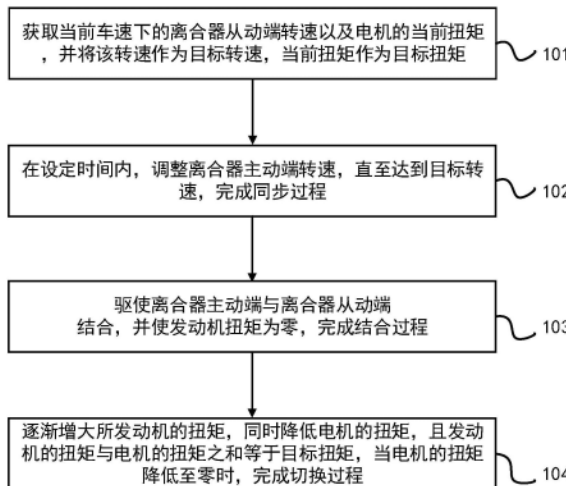 获取当前车速下的离合器从动端转速以及电机的当前扭矩
，并将该转速作为目标转速，当前扭矩作为目标扭矩
101
在设定时间内，调整离合器主动端转速，直至达到目标转
速，完成同步过程
102
驱使离合器主动端与离合器从动端
结合，并使发动机扭矩为零，完成结合过程
103
逐渐增大所发动机的扭矩，同时降低电机的扭矩，且发动
机的扭矩与电机的扭矩之和等于目标扭矩，当电机的扭矩
降低至零时，完成切换过程
104